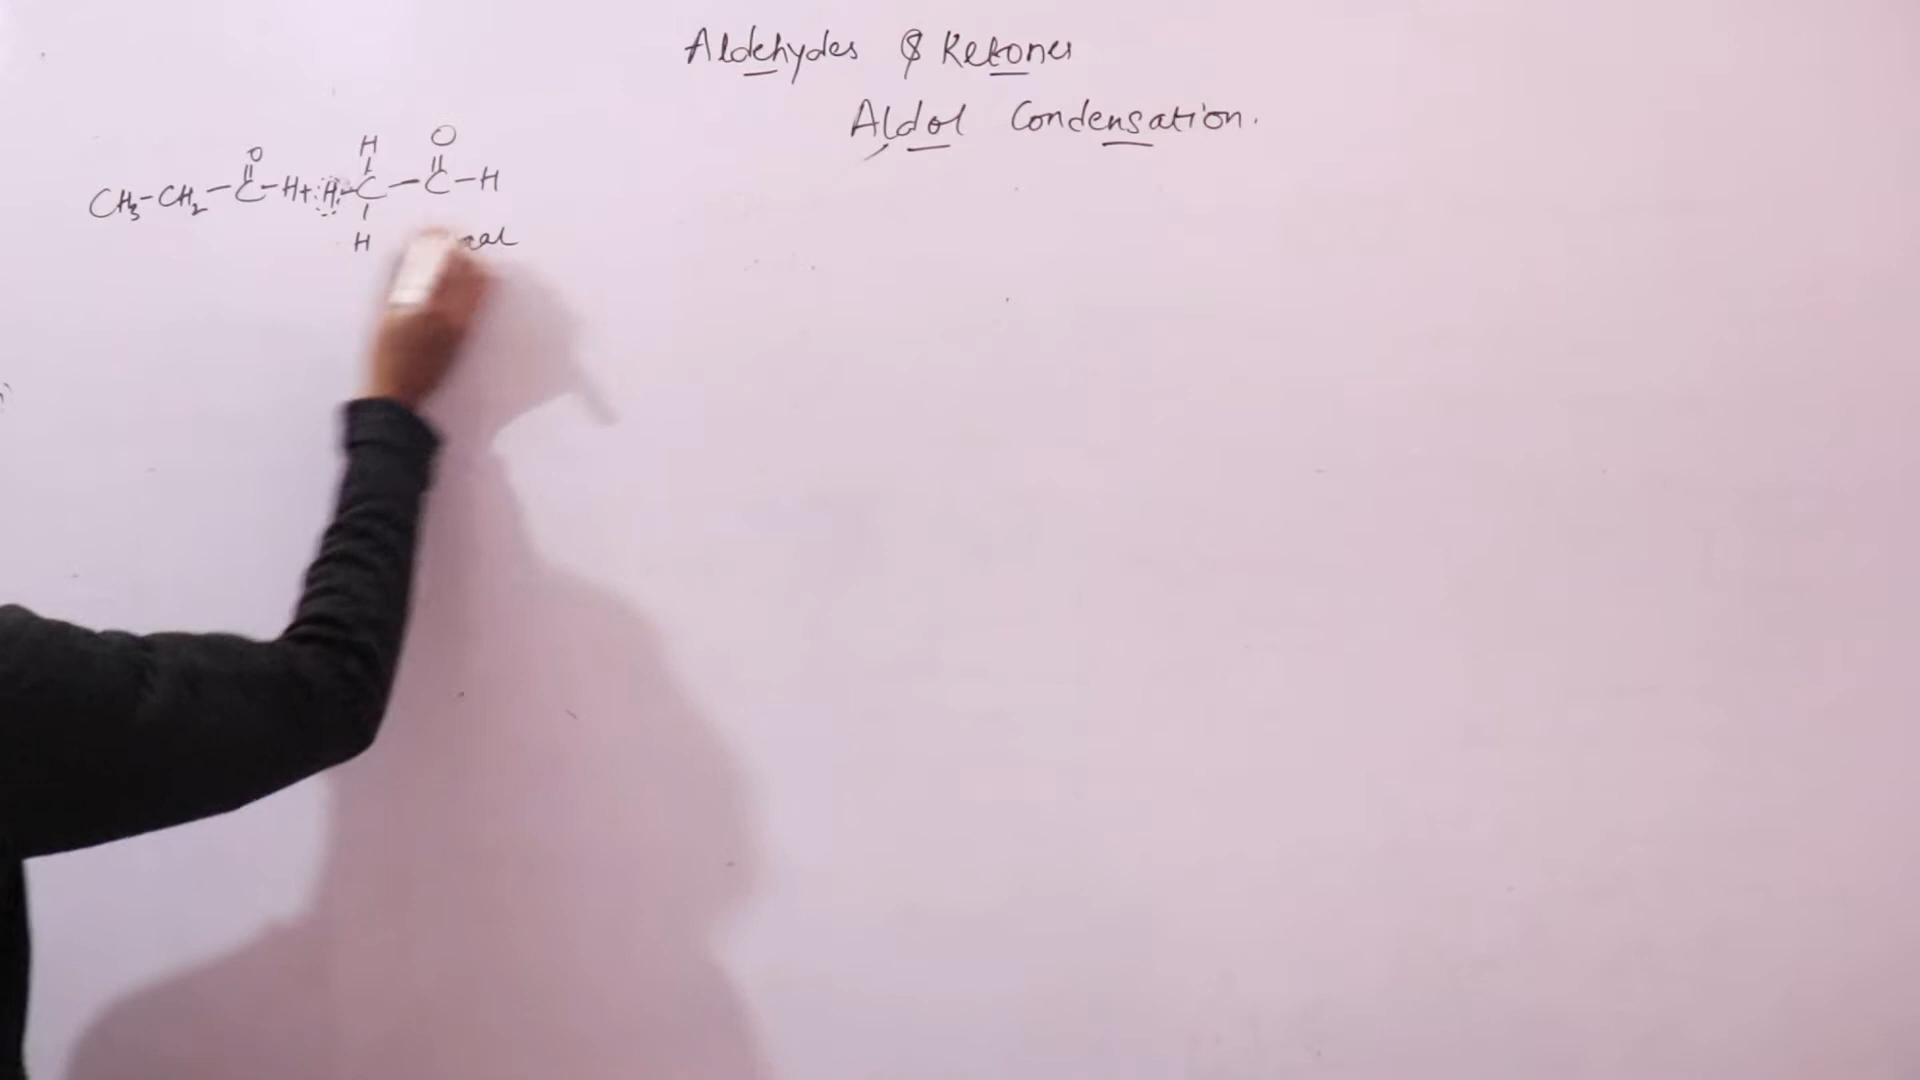 Aldehydes & Ketones
Aldol Condensation.
O H O
CH3-CH2-C-H+H-C-C-H
H